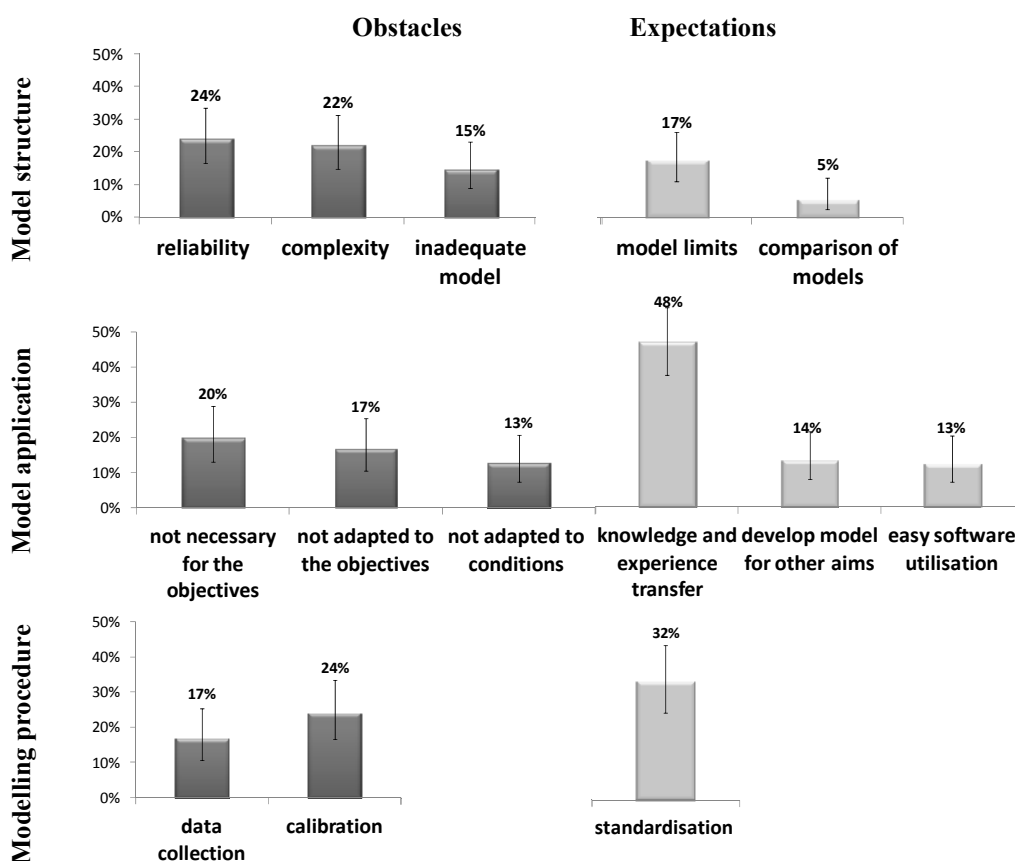 Obstacles Expectations
Model structure
50%
40%
30%
20%
10%
0%
24%
22%
15%
17%
5%
reliability complexity inadequate model limits comparison of
model models
Model application
50%
40%
30%
20%
10%
0%
20%
17%
13%
48%
14%
13%
not necessary not adapted to not adapted to knowledge and develop model easy software
for the the objectives conditions experience for other aims utilisation
objectives transfer
Modelling procedure
50%
40%
30%
20%
10%
0%
17%
24%
32%
data calibration standardisation
collection